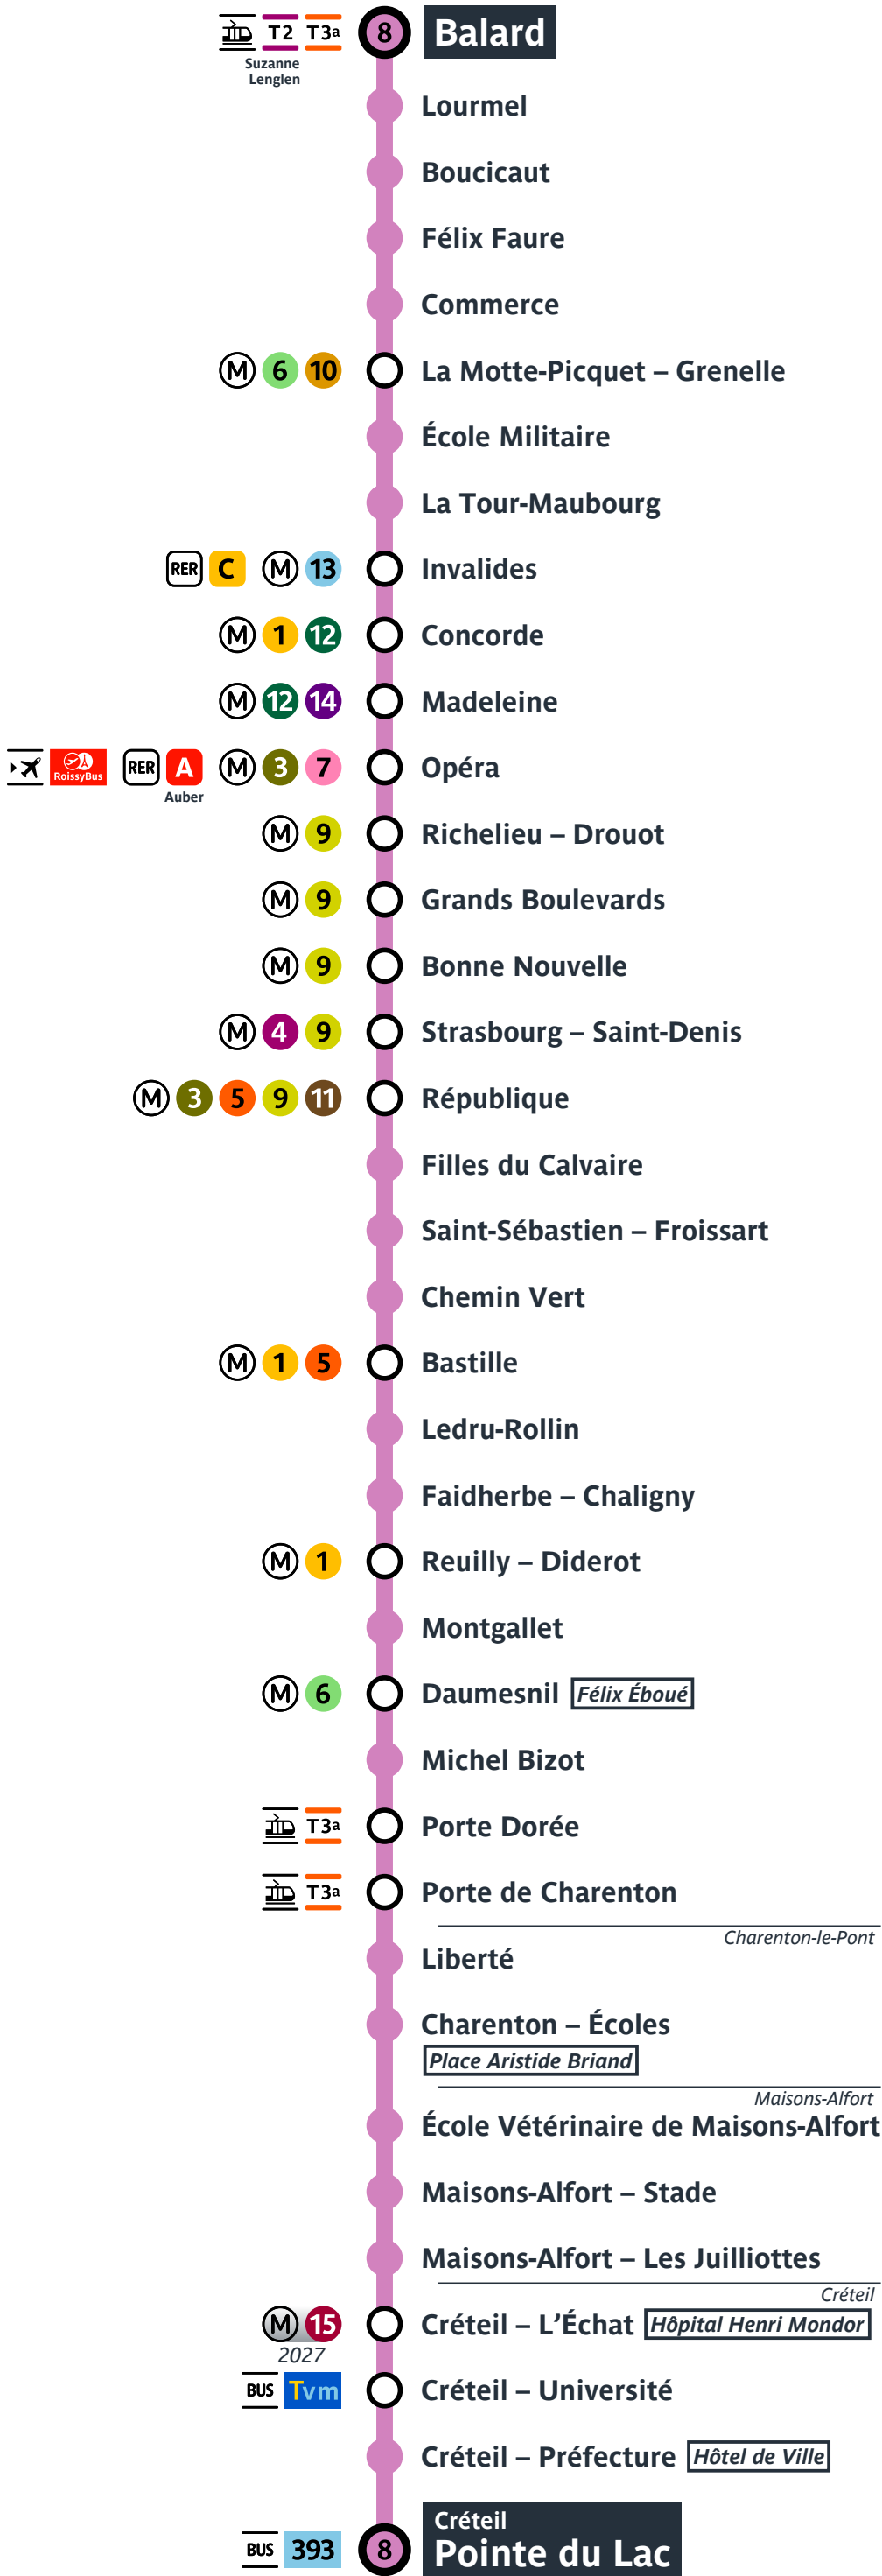 T2 T3a 8 Balard
Suzanne
Lenglen
Lourmel
Boucicaut
Félix Faure
Commerce
M 6 10 La Motte-Picquet – Grenelle
École Militaire
La Tour-Maubourg
RER C M 13 Invalides
M 1 12 Concorde
M 12 14 Madeleine
RoissyBus RER A M 3 7 Opéra
Auber
M 9 Richelieu – Drouot
M 9 Grands Boulevards
M 9 Bonne Nouvelle
M 4 9 Strasbourg – Saint-Denis
M 3 5 9 11 République
Filles du Calvaire
Saint-Sébastien – Froissart
Chemin Vert
M 1 5 Bastille
Ledru-Rollin
Faidherbe – Chaligny
M 1 Reuilly – Diderot
Montgallet
M 6 Daumesnil Félix Éboué
Michel Bizot
T3a Porte Dorée
T3a Porte de Charenton
Charenton-le-Pont
Liberté
Charenton – Écoles
Place Aristide Briand
Maisons-Alfort
École Vétérinaire de Maisons-Alfort
Maisons-Alfort – Stade
Maisons-Alfort – Les Juilliottes
Créteil
M 15 Créteil – L’Échat Hôpital Henri Mondor
2027
BUS Tvm Créteil – Université
Créteil – Préfecture Hôtel de Ville
Créteil
BUS 393 8 Pointe du Lac